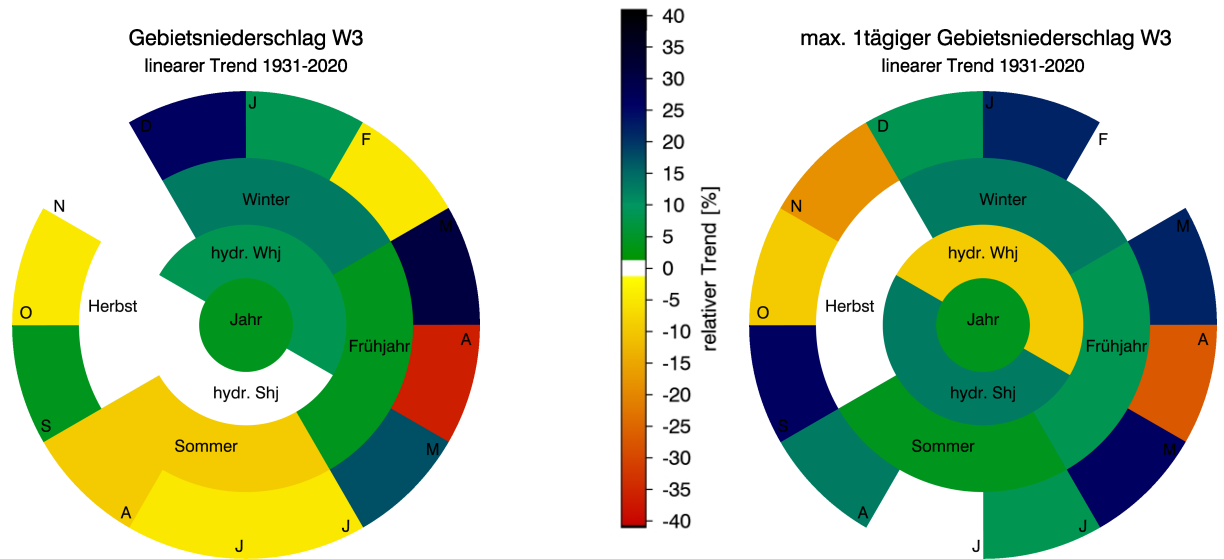 Gebietsniederschlag W3
linearer Trend 1931-2020
D
J
F
M
A
M
J
J
A
S
O
N
Winter
hydr. Whj
Jahr
Herbst
Frühjahr
hydr. Shj
Sommer
40
35
30
25
20
15
10
5
0
-5
-10
-15
-20
-25
-30
-35
-40
relativer Trend [%]
max. 1tägiger Gebietsniederschlag W3
linearer Trend 1931-2020
D
J
F
M
A
M
J
J
A
S
O
N
Winter
hydr. Whj
Jahr
Herbst
Frühjahr
hydr. Shj
Sommer